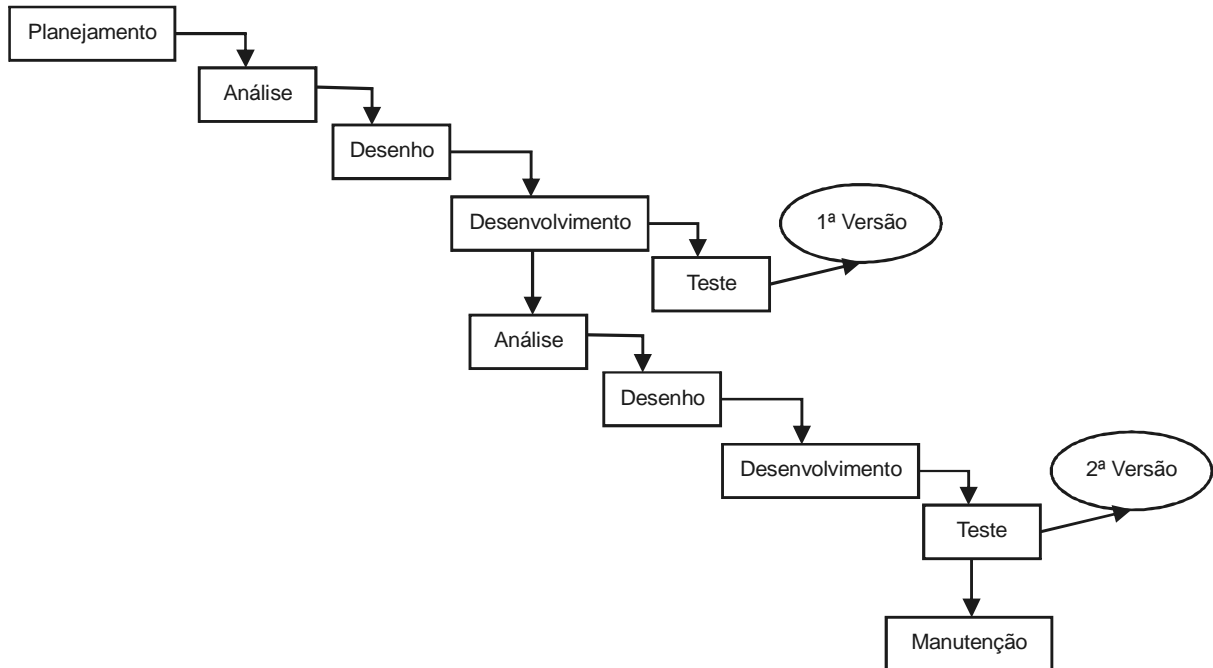 Planejamento
Análise
Desenho
Desenvolvimento
1ª Versão
Teste
Análise
Desenho
Desenvolvimento
2ª Versão
Teste
Manutenção